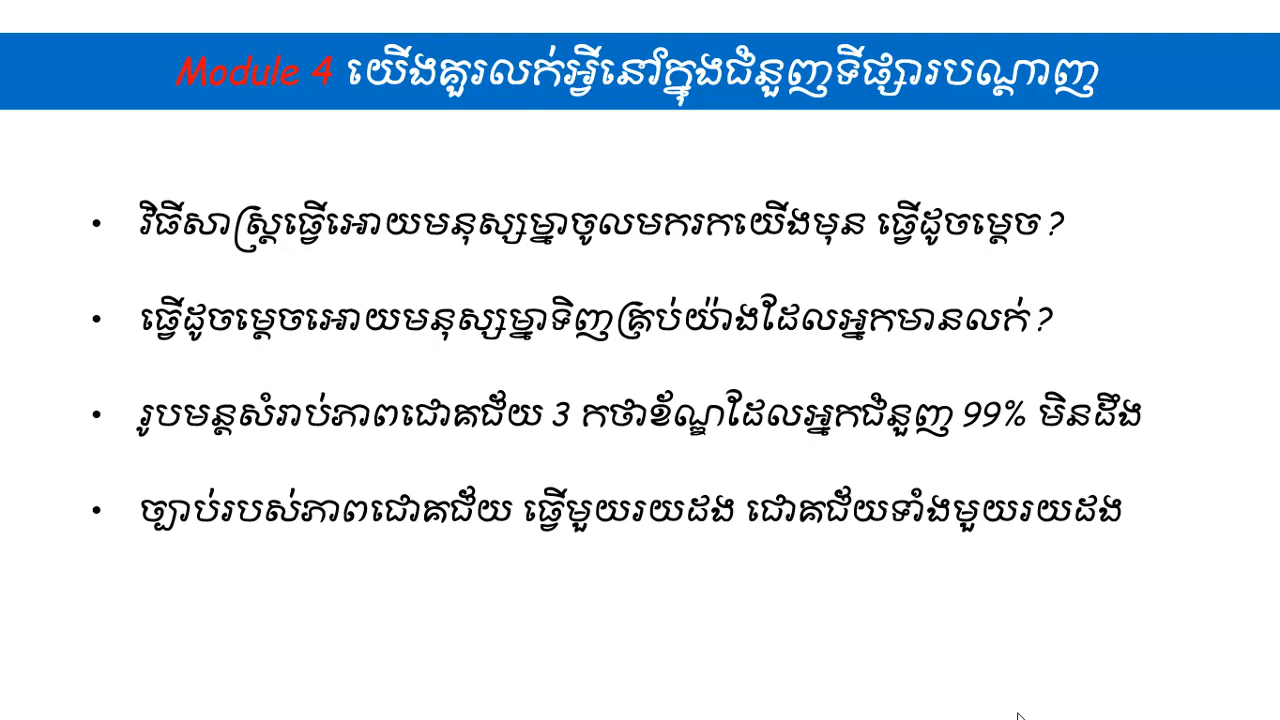 Module 4 យើងគួរលក់អ្វីនៅក្នុងជំនួញទីផ្សារបណ្តាញ
• វិធីសាស្ត្រធ្វើអោយមនុស្សម្នាចូលមករកយើងមុន ធ្វើដូចម្តេច?
• ធ្វើដូចម្តេចអោយមនុស្សម្នាទិញគ្រប់យ៉ាងដែលអ្នកមានលក់?
• រូបមន្តសំរាប់ភាពជោគជ័យ 3 កថាខ័ណ្ឌដែលអ្នកជំនួញ 99% មិនដឹង
• ច្បាប់របស់ភាពជោគជ័យ ធ្វើមួយរយដង ជោគជ័យទាំងមួយរយដង